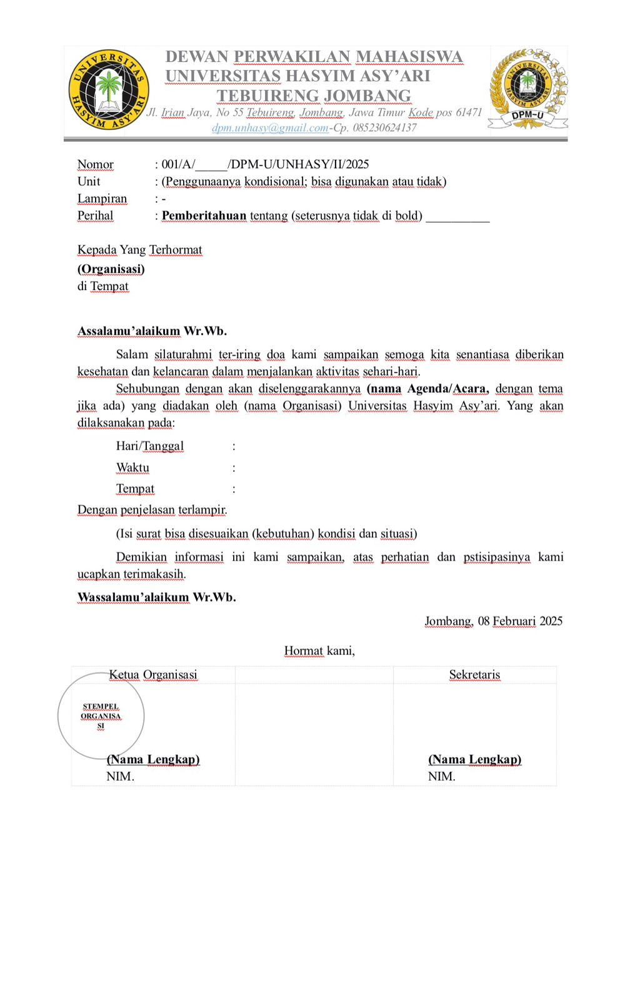 UNIVERSITAS
HASYIM ASY'ARI
DEWAN PERWAKILAN MAHASISWA
UNIVERSITAS HASYIM ASY’ARI
TEBUIRENG JOMBANG
Jl. Irian Jaya, No 55 Tebuireng, Jombang, Jawa Timur Kode pos 61471
dpm.unhasy@gmail.com-Cp. 085230624137
UNIVERSITAS
HASYIM ASY'ARI
DPM-U
Nomor : 001/A/_____/DPM-U/UNHASY/II/2025
Unit : (Penggunaanya kondisional; bisa digunakan atau tidak)
Lampiran : -
Perihal : Pemberitahuan tentang (seterusnya tidak di bold) __________
Kepada Yang Terhormat
(Organisasi)
di Tempat
Assalamu’alaikum Wr.Wb.
Salam silaturahmi ter-iring doa kami sampaikan semoga kita senantiasa diberikan
kesehatan dan kelancaran dalam menjalankan aktivitas sehari-hari.
Sehubungan dengan akan diselenggarakannya (nama Agenda/Acara, dengan tema
jika ada) yang diadakan oleh (nama Organisasi) Universitas Hasyim Asy’ari. Yang akan
dilaksanakan pada:
Hari/Tanggal :
Waktu :
Tempat :
Dengan penjelasan terlampir.
(Isi surat bisa disesuaikan (kebutuhan) kondisi dan situasi)
Demikian informasi ini kami sampaikan, atas perhatian dan pstisipasinya kami
ucapkan terimakasih.
Wassalamu’alaikum Wr.Wb.
Jombang, 08 Februari 2025
Hormat kami,
Ketua Organisasi Sekretaris
STEMPEL
ORGANISA
SI
(Nama Lengkap) (Nama Lengkap)
NIM. NIM.